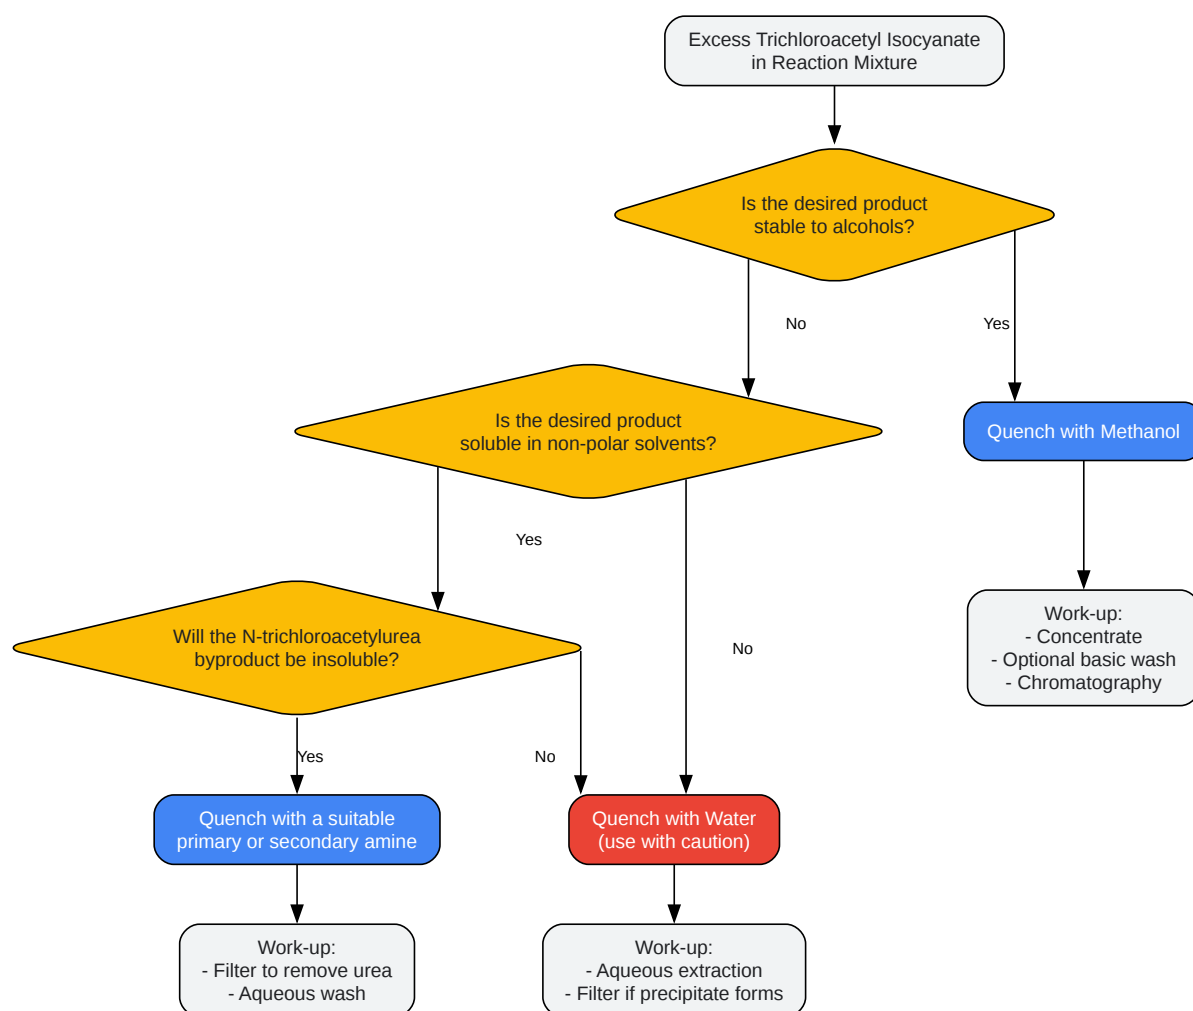 Excess Trichloroacetyl Isocyanate
in Reaction Mixture
Is the desired product
stable to alcohols?
No
Yes
Is the desired product
soluble in non-polar solvents?
Quench with Methanol
Yes
Work-up:
- Concentrate
- Optional basic wash
- Chromatography
Will the N-trichloroacetylurea
byproduct be insoluble?
No
Yes
No
Quench with a suitable
primary or secondary amine
Quench with Water
(use with caution)
Work-up:
- Filter to remove urea
- Aqueous wash
Work-up:
- Aqueous extraction
- Filter if precipitate forms